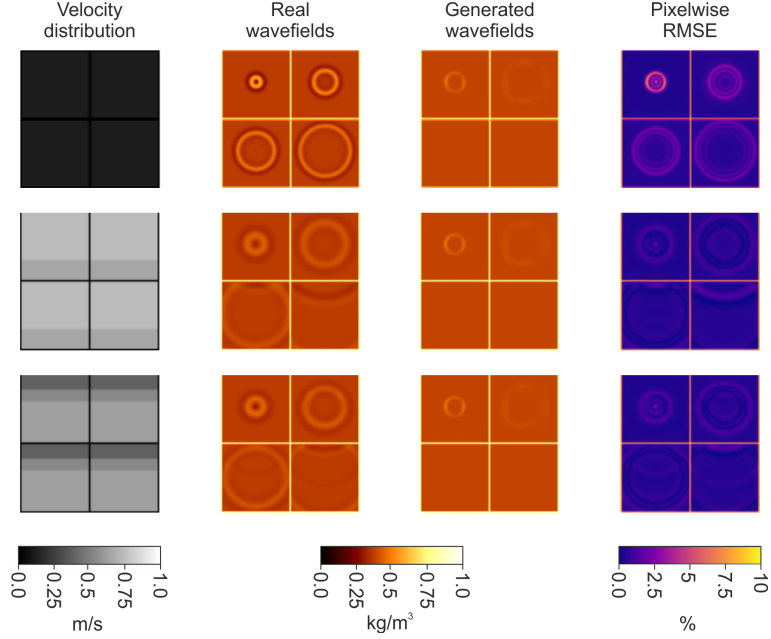 Velocity
distribution
Real
wavefields
Generated
wavefields
Pixelwise
RMSE
0.0 0.25 0.5 0.75 1.0
m/s
0.0 0.25 0.5 0.75 1.0
kg/m³
0.0 2.5 5 7.5 10
%